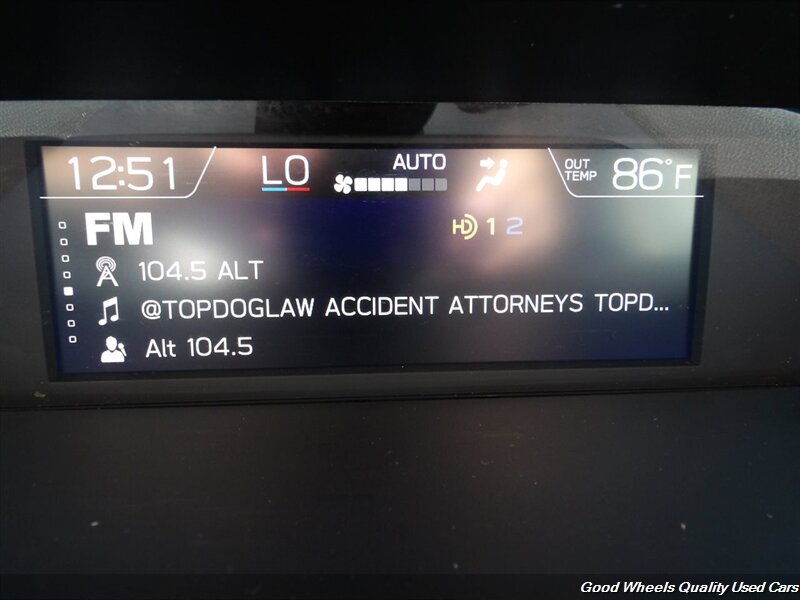 12:51 LO AUTO OUT TEMP 86°F
FM HD 1 2
104.5 ALT
@TOPDOGLAW ACCIDENT ATTORNEYS TOPD...
Alt 104.5
Good Wheels Quality Used Cars